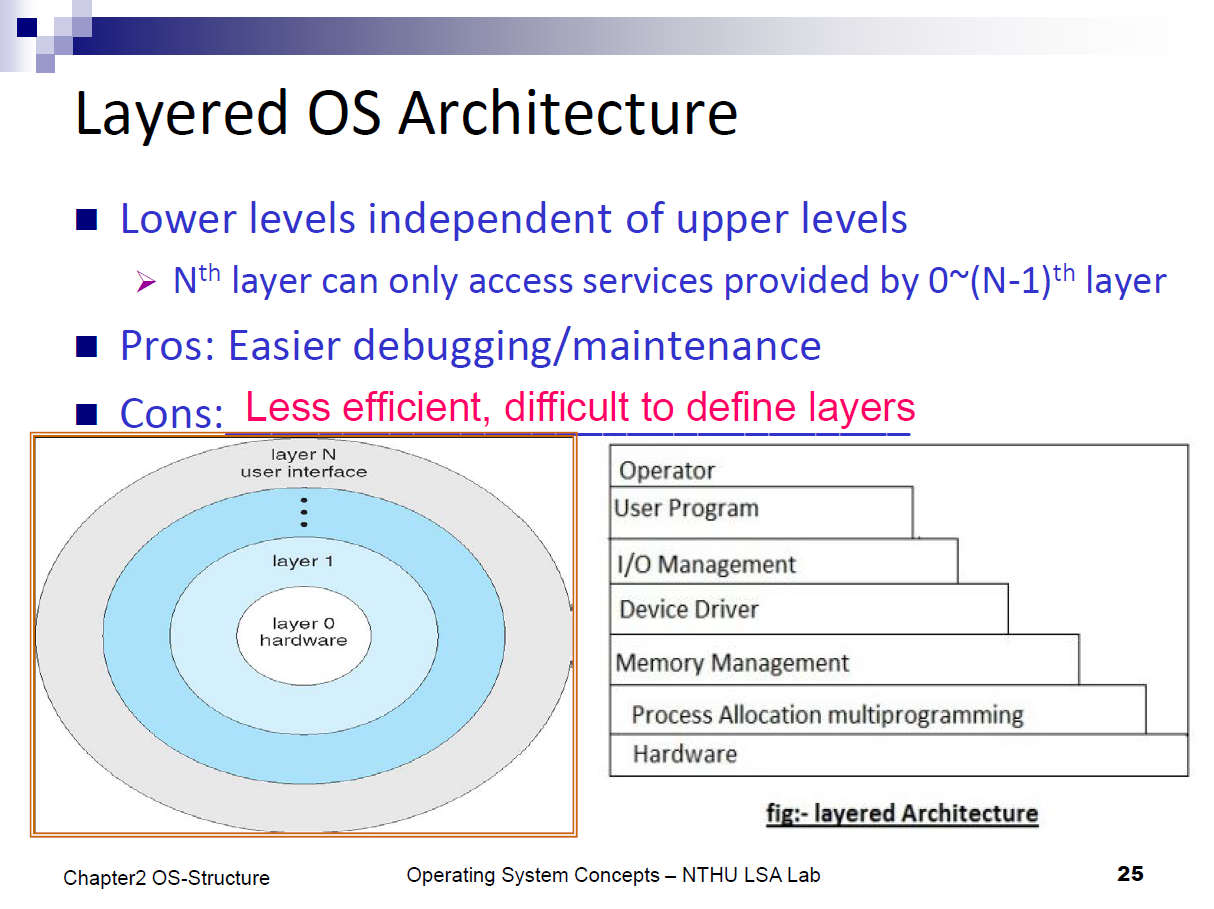 Layered OS Architecture
Lower levels independent of upper levels
Nth layer can only access services provided by 0~(N-1)th layer
Pros: Easier debugging/maintenance
Cons: Less efficient, difficult to define layers
layer N
user interface
layer 1
layer 0
hardware
Operator
User Program
I/O Management
Device Driver
Memory Management
Process Allocation multiprogramming
Hardware
fig:- layered Architecture
Chapter2 OS-Structure
Operating System Concepts – NTHU LSA Lab
25